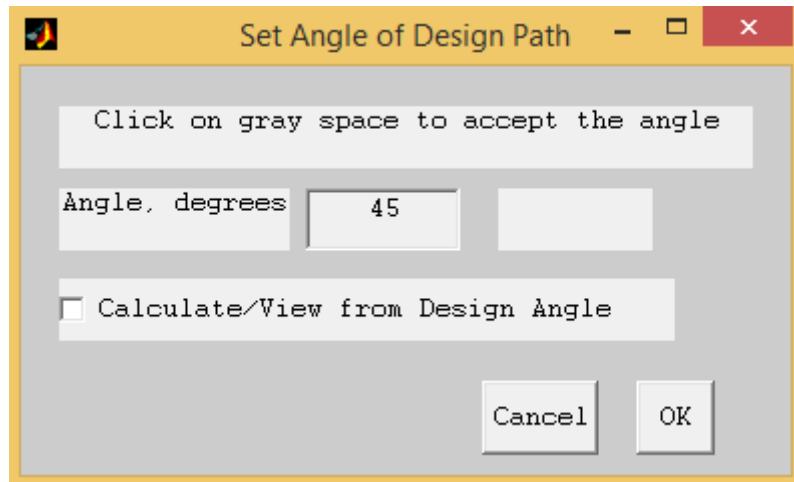 Set Angle of Design Path
Click on gray space to accept the angle
Angle, degrees 45
Calculate/View from Design Angle
Cancel OK